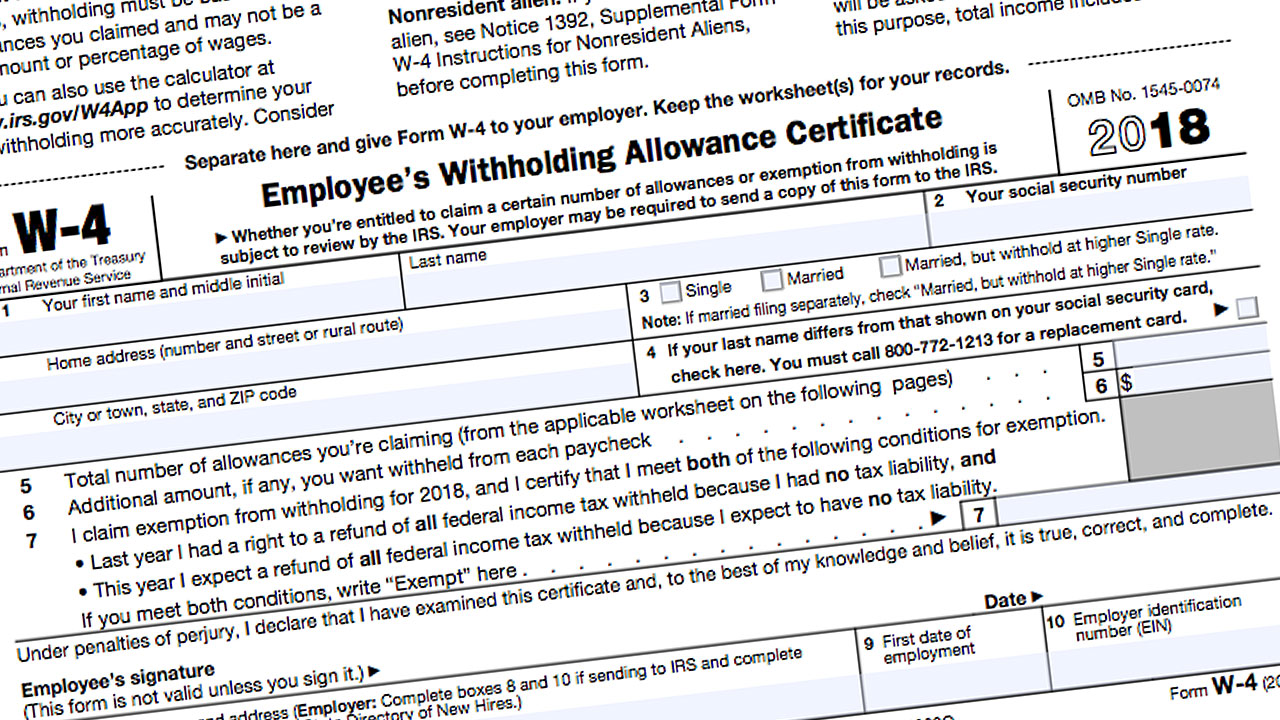 , withholding must be
ances you claimed and may not be a
mount or percentage of wages.
u can also use the calculator at
.irs.gov/W4App to determine your
withholding more accurately. Consider
Nonresident alien.
alien, see Notice 1392, Supplemental Form
W-4 Instructions for Nonresident Aliens,
before completing this form.
will be
this purpose, total income includes
Separate here and give Form W-4 to your employer. Keep the worksheet(s) for your records.
W-4
artment of the Treasury
nal Revenue Service
Employee's Withholding Allowance Certificate
► Whether you're entitled to claim a certain number of allowances or exemption from withholding is
subject to review by the IRS. Your employer may be required to send a copy of this form to the IRS.
OMB No. 1545-0074
2018
1 Your first name and middle initial
Last name
2 Your social security number
Home address (number and street or rural route)
3 Single Married Married, but withhold at higher Single rate.
Note: If married filing separately, check "Married, but withhold at higher Single rate."
City or town, state, and ZIP code
4 If your last name differs from that shown on your social security card,
check here. You must call 800-772-1213 for a replacement card. ►
5 Total number of allowances you're claiming (from the applicable worksheet on the following pages) . . . 5
6 Additional amount, if any, you want withheld from each paycheck . . . . . . . . . . . . . . 6 $
7 I claim exemption from withholding for 2018, and I certify that I meet both of the following conditions for exemption.
• Last year I had a right to a refund of all federal income tax withheld because I had no tax liability, and
• This year I expect a refund of all federal income tax withheld because I expect to have no tax liability.
If you meet both conditions, write "Exempt" here . . . . . . . . . . . . . . . ► 7
Under penalties of perjury, I declare that I have examined this certificate and, to the best of my knowledge and belief, it is true, correct, and complete.
Employee's signature
(This form is not valid unless you sign it.) ►
Date ►
address (Employer: Complete boxes 8 and 10 if sending to IRS and complete
Directory of New Hires.)
9 First date of
employment
10 Employer identification
number (EIN)
Form W-4 (20